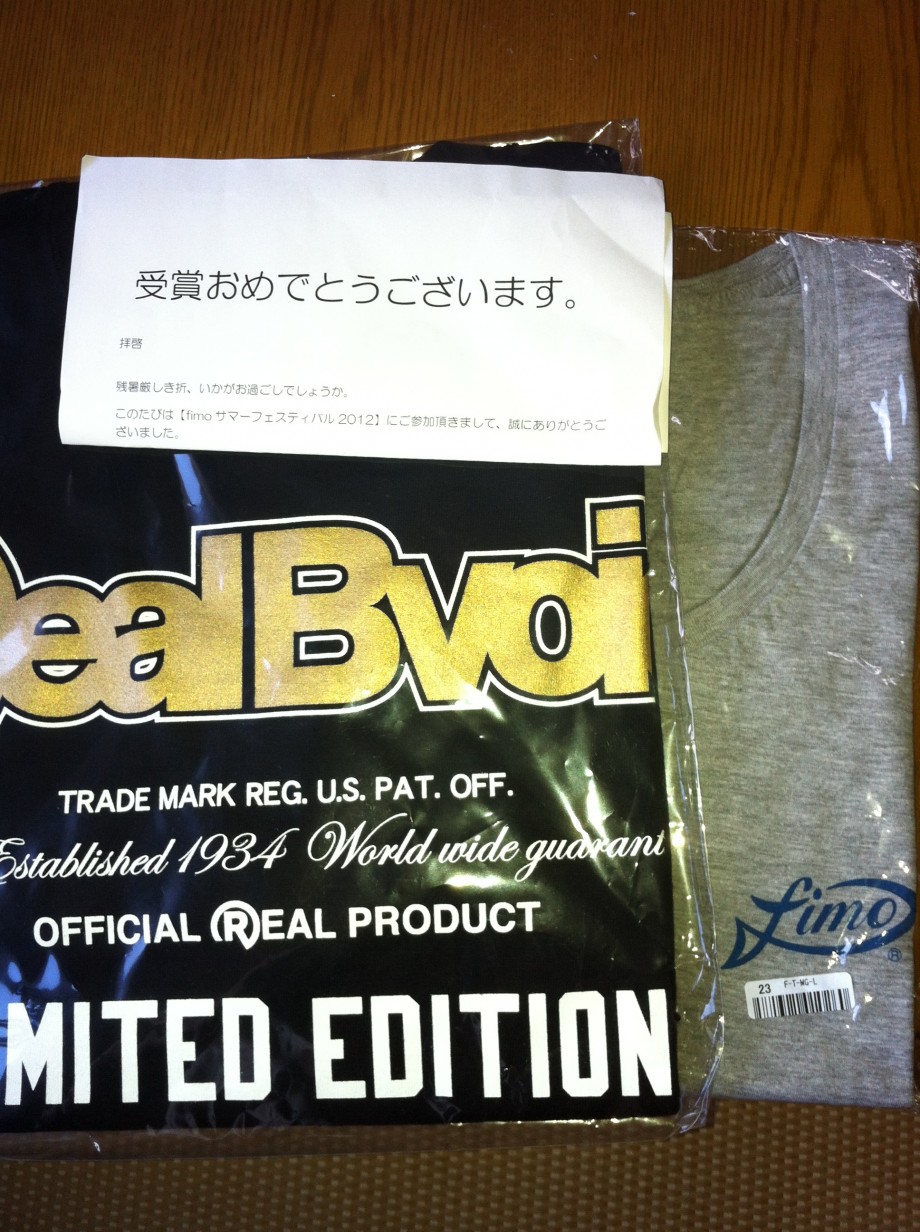 受賞おめでとうございます。
拝啓
残暑厳しき折、いかがお過ごしでしょうか。
このたびは【fimo サマーフェスティバル 2012】にご参加頂きまして、誠にありがとうご
ざいました。
ealBvoi
TRADE MARK REG. U.S. PAT. OFF.
Established 1934 World wide guarant
OFFICIAL ®EAL PRODUCT
MITED EDITION
fimo ®
23 F-T-MG-L